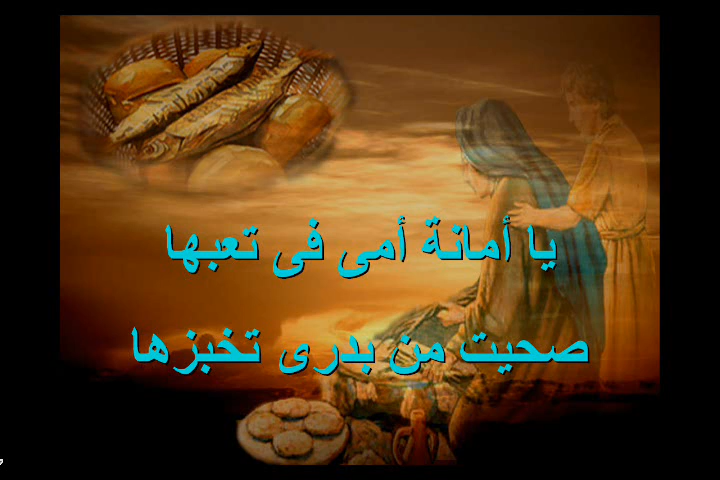 يا أمانة أمى فى تعبها
صحيت من بدرى تخبزها